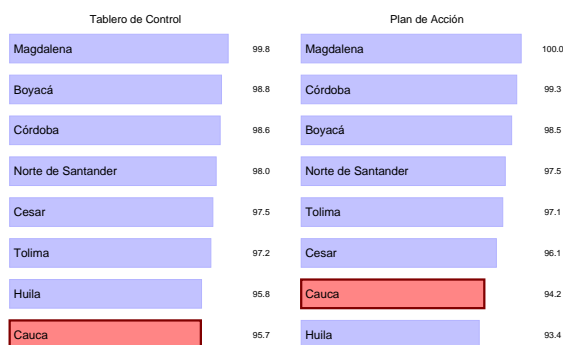 Tablero de Control
Magdalena 99.8
Boyacá 98.8
Córdoba 98.6
Norte de Santander 98.0
Cesar 97.5
Tolima 97.2
Huila 95.8
Cauca 95.7
Plan de Acción
Magdalena 100.0
Córdoba 99.3
Boyacá 98.5
Norte de Santander 97.5
Tolima 97.1
Cesar 96.1
Cauca 94.2
Huila 93.4